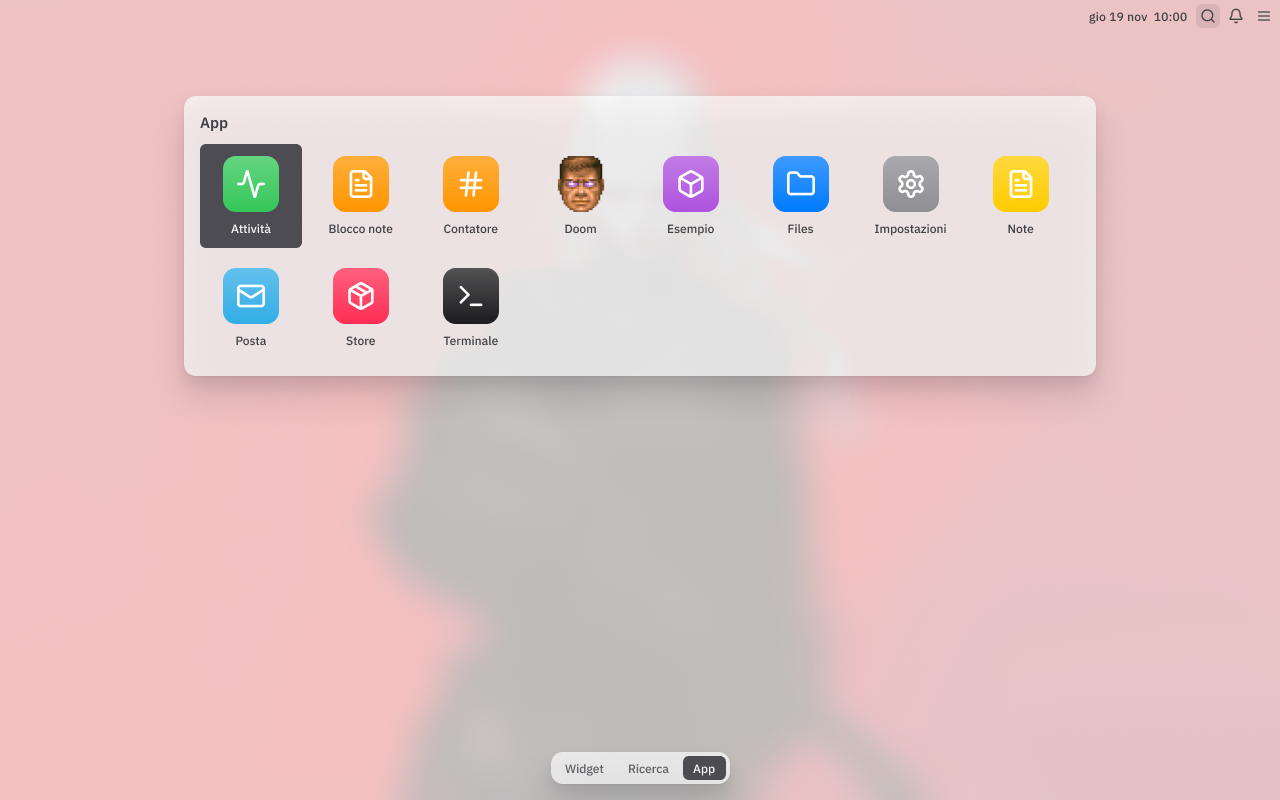 gio 19 nov 10:00
App
Attività
Blocco note
Contatore
Doom
Esempio
Files
Impostazioni
Note
Posta
Store
Terminale
Widget
Ricerca
App